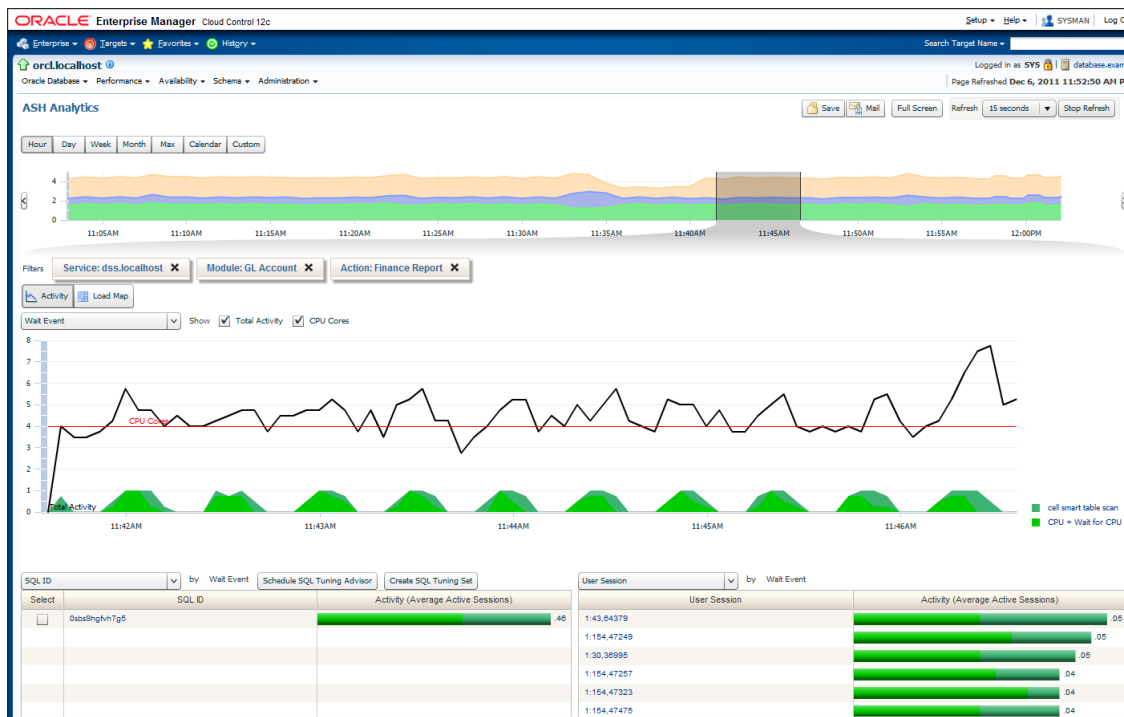 ORACLE Enterprise Manager Cloud Control 12c
Setup Help SYSMAN Log O
Enterprise Targets Favorites History
Search Target Name
orcl.localhost
Logged in as SYS database.exam
Oracle Database Performance Availability Schema Administration
Page Refreshed Dec 6, 2011 11:52:50 AM P
ASH Analytics
Save Mail Full Screen Refresh 15 seconds Stop Refresh
Hour Day Week Month Max Calendar Custom
4
2
0
11:05AM 11:10AM 11:15AM 11:20AM 11:25AM 11:30AM 11:35AM 11:40AM 11:45AM 11:50AM 11:55AM 12:00PM
Filters Service: dss.localhost Module: GL Account Action: Finance Report
Activity Load Map
Wait Event Show Total Activity CPU Cores
8
7
6
5
CPU Cores
4
3
2
1
0
Total Activity
cell smart table scan
CPU + Wait for CPU
11:42AM 11:43AM 11:44AM 11:45AM 11:46AM
SQL ID by Wait Event Schedule SQL Tuning Advisor Create SQL Tuning Set
Select SQL ID Activity (Average Active Sessions)
0sbs9hgfvh7g5 .46
User Session by Wait Event
User Session Activity (Average Active Sessions)
1:43,64379 .05
1:154,47249 .05
1:30,36995 .05
1:154,47257 .04
1:154,47323 .04
1:154,47475 .04